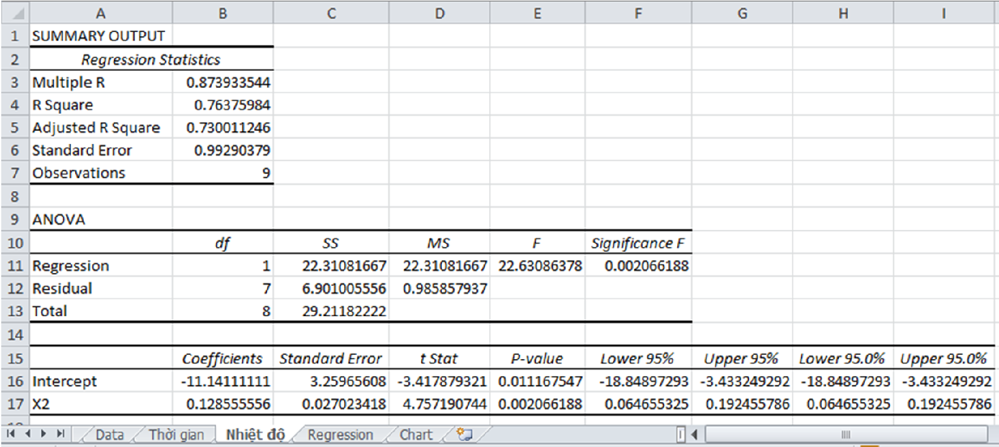 A B C D E F G H I
1 SUMMARY OUTPUT
2 Regression Statistics
3 Multiple R 0.873933544
4 R Square 0.76375984
5 Adjusted R Square 0.730011246
6 Standard Error 0.99290379
7 Observations 9
8
9 ANOVA
10 df SS MS F Significance F
11 Regression 1 22.31081667 22.31081667 22.63086378 0.002066188
12 Residual 7 6.901005556 0.985857937
13 Total 8 29.21182222
14
15 Coefficients Standard Error t Stat P-value Lower 95% Upper 95% Lower 95.0% Upper 95.0%
16 Intercept -11.14111111 3.25965608 -3.417879321 0.011167547 -18.84897293 -3.433249292 -18.84897293 -3.433249292
17 X2 0.128555556 0.027023418 4.757190744 0.002066188 0.064655325 0.192455786 0.064655325 0.192455786
Data Thời gian Nhiệt độ Regression Chart